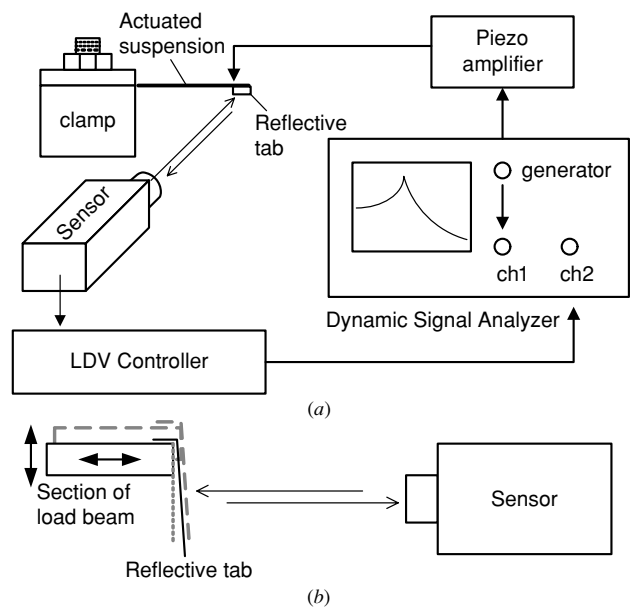 Actuated
suspension
Piezo
amplifier
clamp
Reflective
tab
Sensor
generator
ch1
ch2
Dynamic Signal Analyzer
LDV Controller
(a)
Section of
load beam
Sensor
Reflective tab
(b)